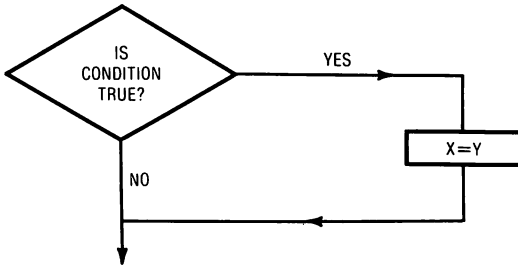 IS
CONDITION
TRUE?
YES
X=Y
NO